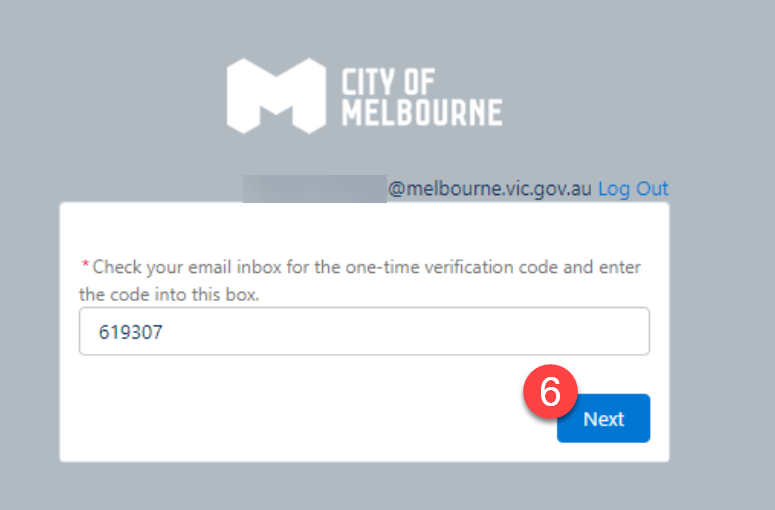 CITY OF
MELBOURNE
@melbourne.vic.gov.au Log Out
*Check your email inbox for the one-time verification code and enter
the code into this box.
619307
6
Next